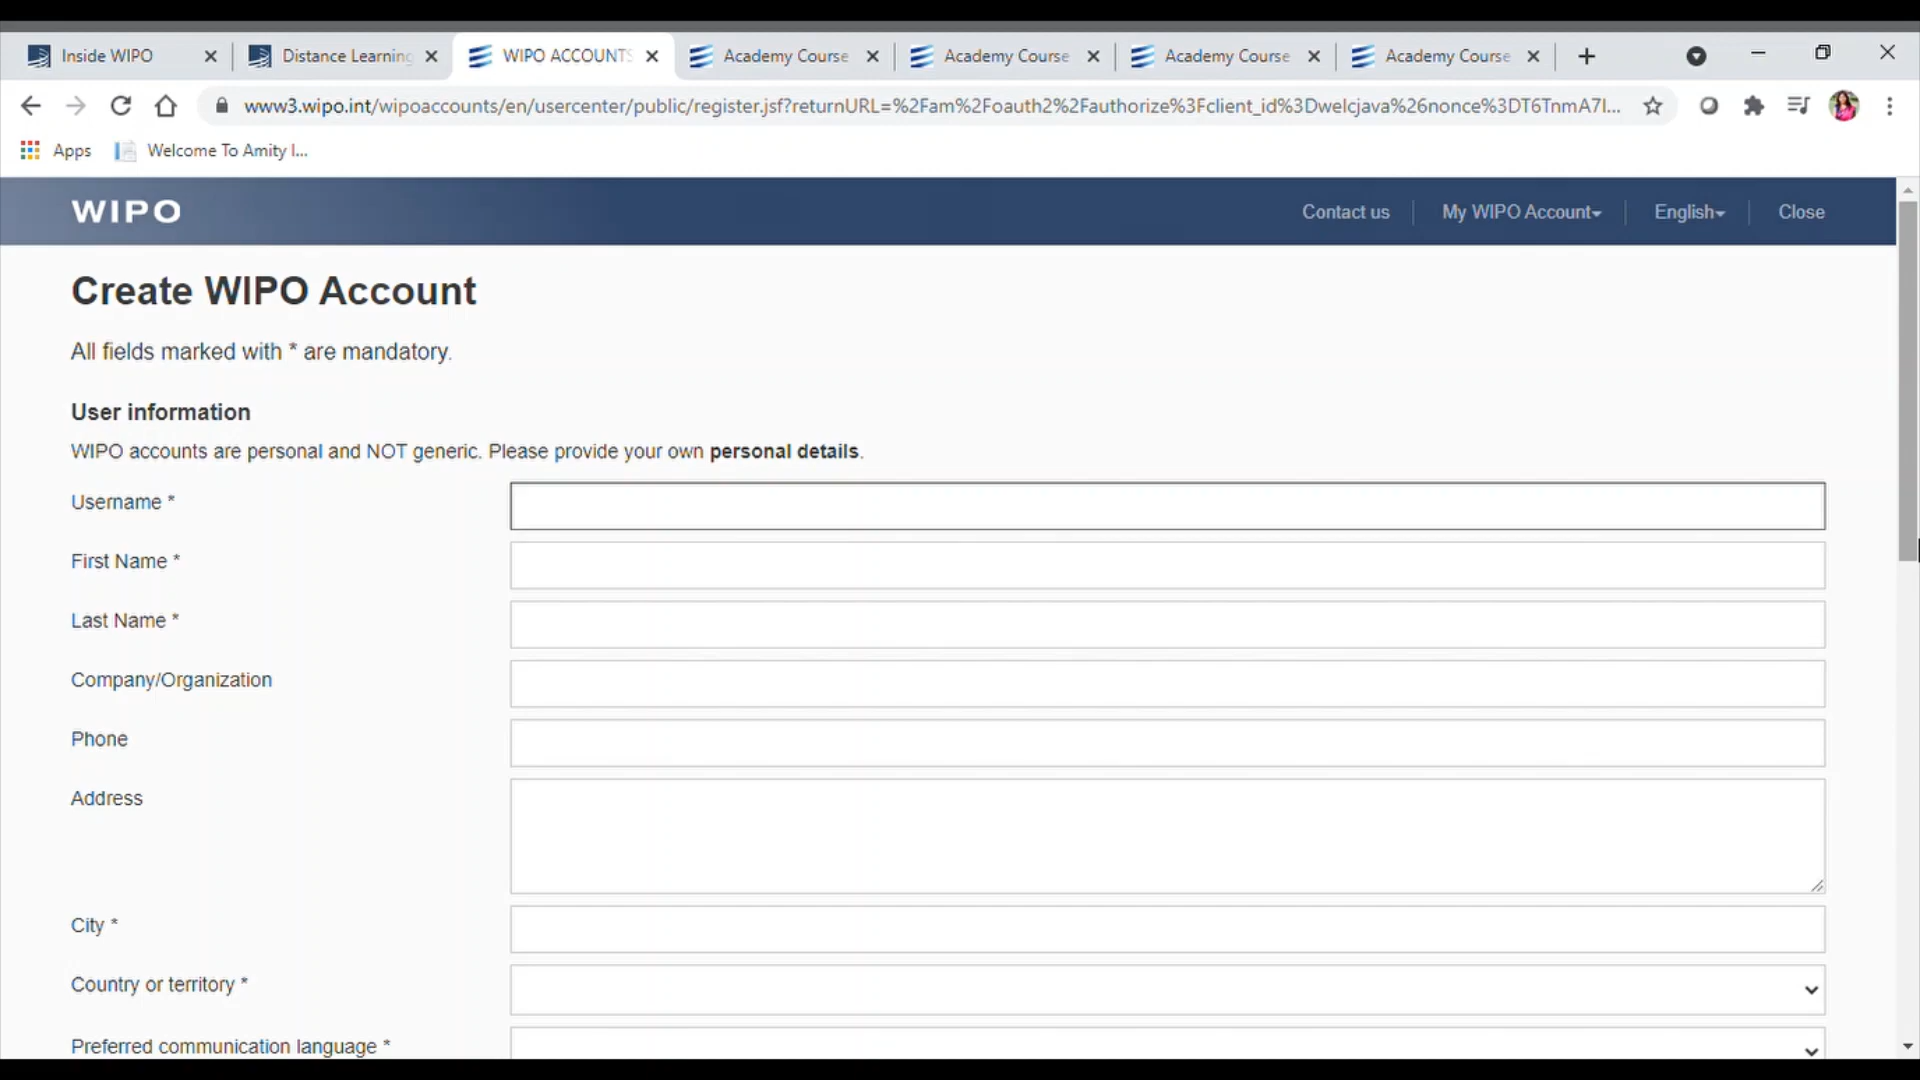 Inside WIPO
Distance Learning
WIPO ACCOUNTS
Academy Course
Academy Course
Academy Course
Academy Course
www3.wipo.int/wipoaccounts/en/usercenter/public/register.jsf?returnURL=%2Fam%2Foauth2%2Fauthorize%3Fclient_id%3Dwelcjava%26nonce%3DT6TnmA7I...
Apps
Welcome To Amity I...
WIPO
Contact us
My WIPO Account
English
Close
Create WIPO Account
All fields marked with * are mandatory.
User information
WIPO accounts are personal and NOT generic. Please provide your own personal details.
Username *
First Name *
Last Name *
Company/Organization
Phone
Address
City *
Country or territory *
Preferred communication language *